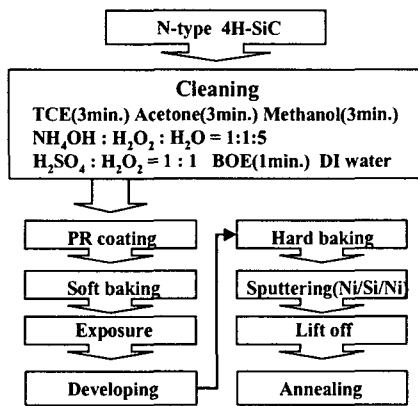 N-type 4H-SiC
Cleaning
TCE(3min.) Acetone(3min.) Methanol(3min.)
NH₄OH : H₂O₂ : H₂O = 1:1:5
H₂SO₄ : H₂O₂ = 1 : 1 BOE(1min.) DI water
PR coating
Soft baking
Exposure
Developing
Hard baking
Sputtering(Ni/Si/Ni)
Lift off
Annealing